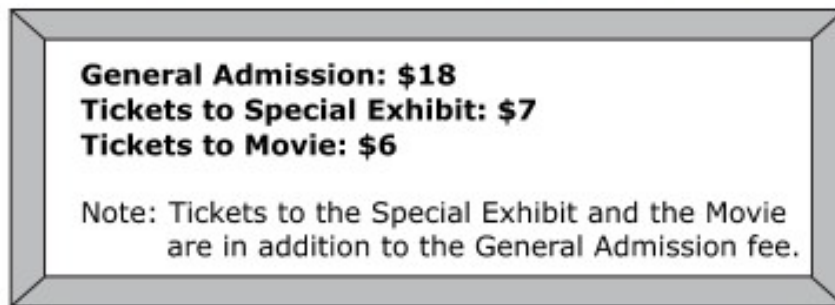 General Admission: $18
Tickets to Special Exhibit: $7
Tickets to Movie: $6
Note: Tickets to the Special Exhibit and the Movie
are in addition to the General Admission fee.